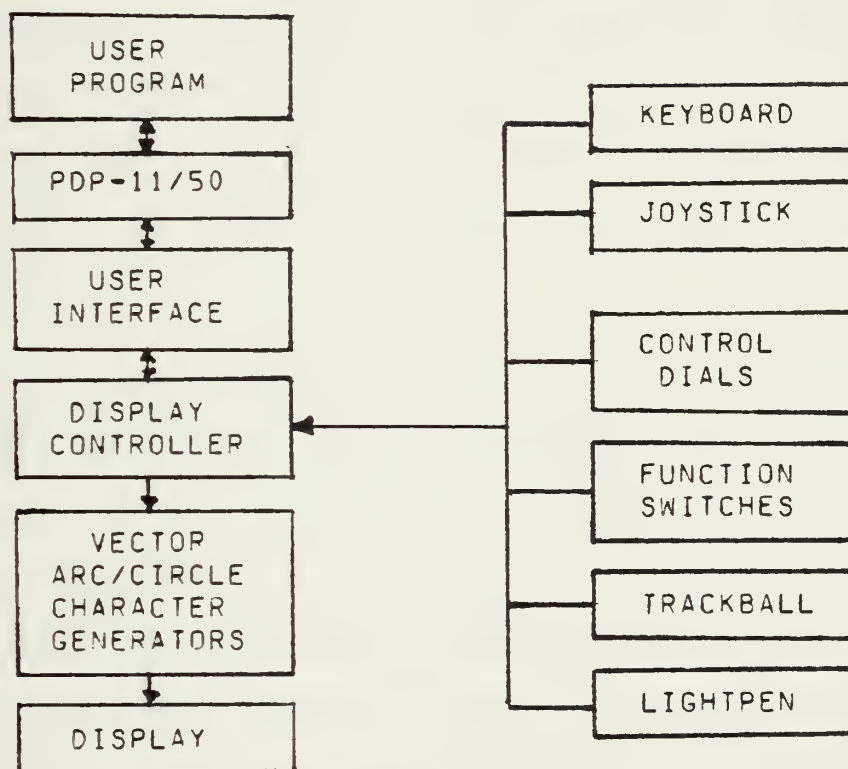 USER
PROGRAM
PDP-11/50
USER
INTERFACE
DISPLAY
CONTROLLER
VECTOR
ARC/CIRCLE
CHARACTER
GENERATORS
DISPLAY
KEYBOARD
JOYSTICK
CONTROL
DIALS
FUNCTION
SWITCHES
TRACKBALL
LIGHTPEN